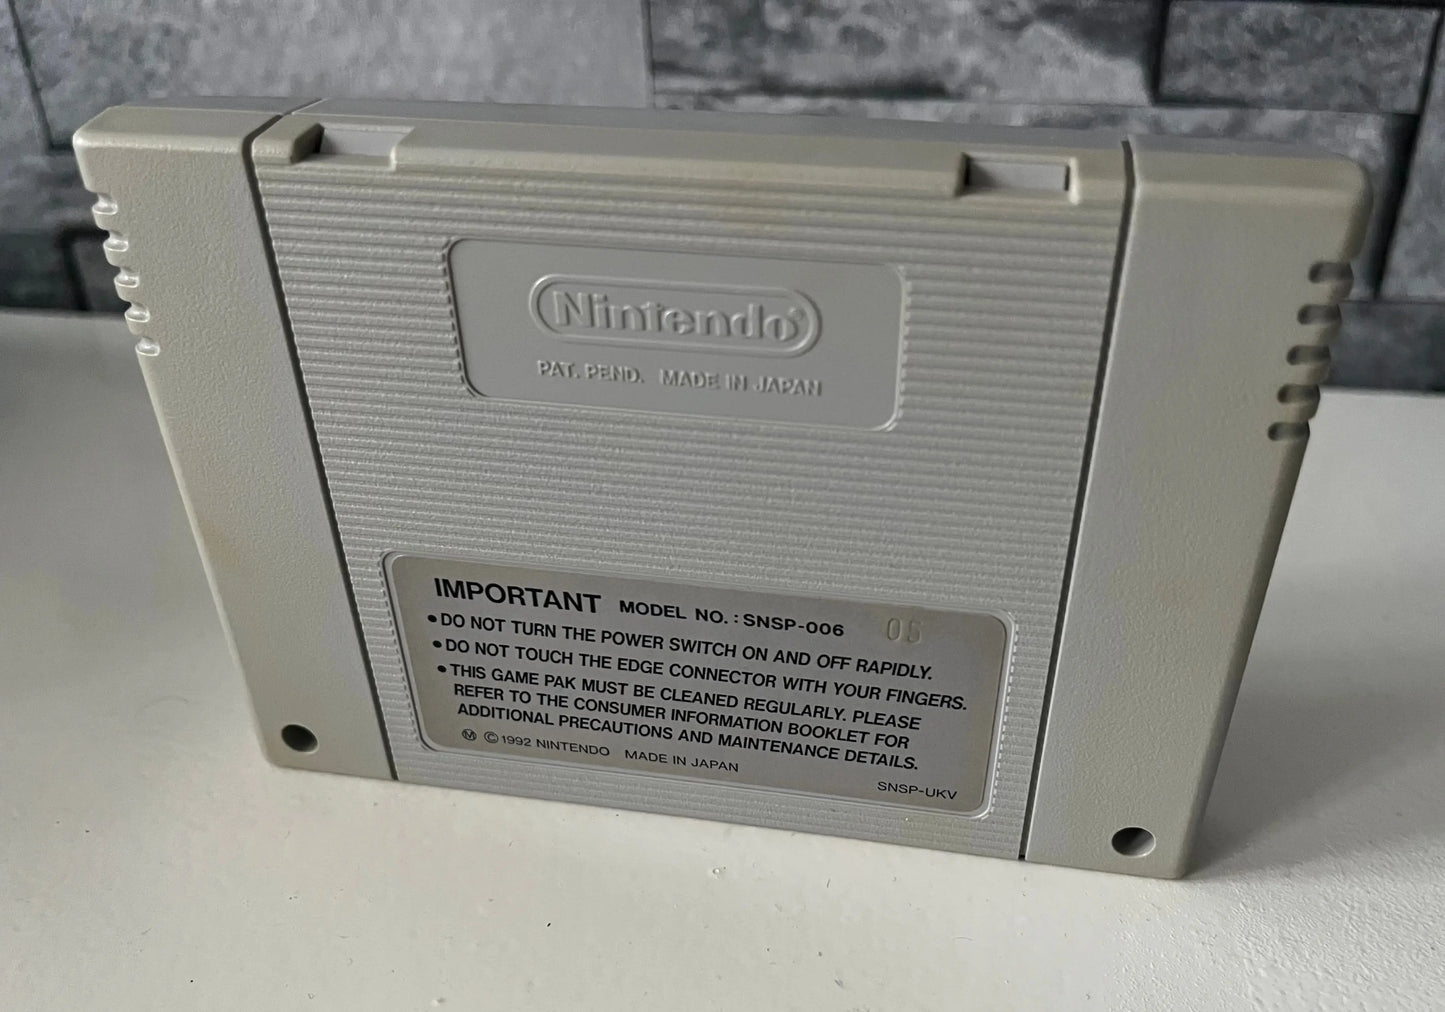 Nintendo®
PAT. PEND. MADE IN JAPAN
IMPORTANT MODEL NO. : SNSP-006 05
•DO NOT TURN THE POWER SWITCH ON AND OFF RAPIDLY.
•DO NOT TOUCH THE EDGE CONNECTOR WITH YOUR FINGERS.
•THIS GAME PAK MUST BE CLEANED REGULARLY. PLEASE
REFER TO THE CONSUMER INFORMATION BOOKLET FOR
ADDITIONAL PRECAUTIONS AND MAINTENANCE DETAILS.
Ⓜ ©1992 NINTENDO MADE IN JAPAN
SNSP-UKV